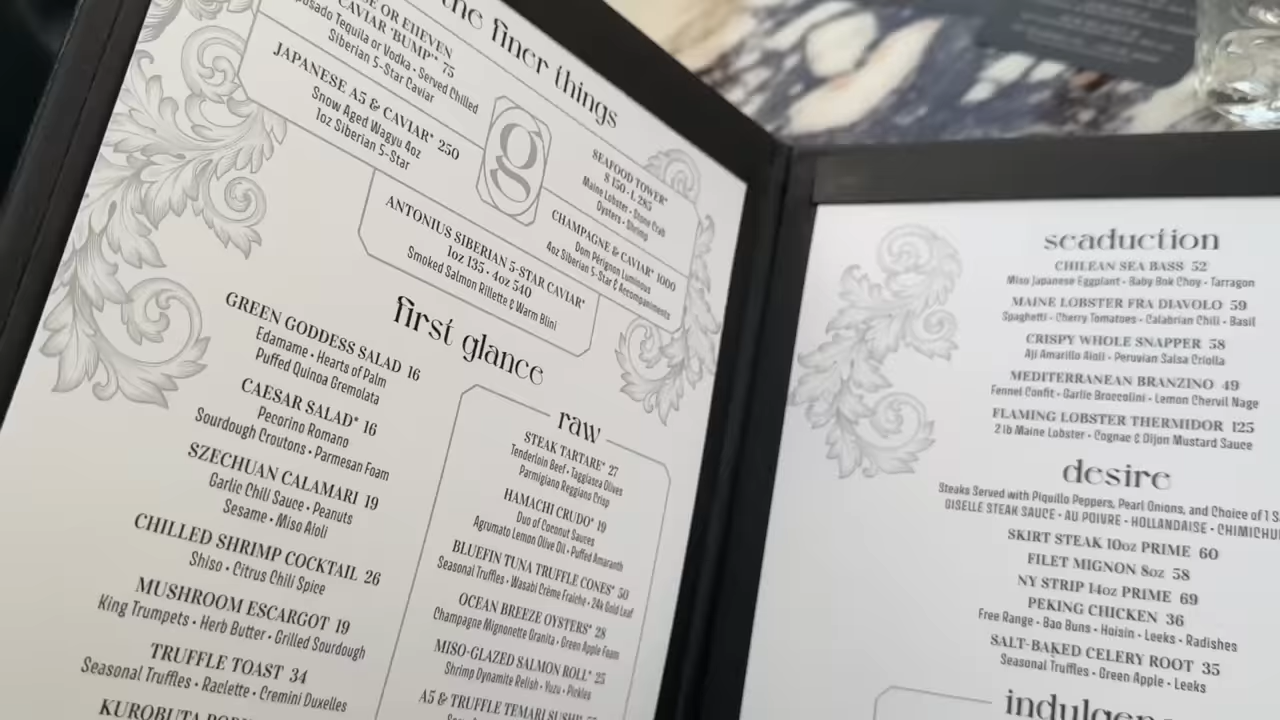 the finer things
OR ELEVEN
CAVIAR "BUMP"* 75
Tequila or Vodka • Served Chilled
Siberian 5-Star Caviar
JAPANESE A5 & CAVIAR* 250
Snow Aged Wagyu 4oz
1oz Siberian 5-Star
g
SEAFOOD TOWER*
S 150 • L 285
Maine Lobster • Stone Crab
Oysters • Shrimp
CHAMPAGNE & CAVIAR* 1000
Dom Pérignon Luminous
4oz Siberian 5-Star & Accompaniments
ANTONIUS SIBERIAN 5-STAR CAVIAR*
1oz 135 • 4oz 540
Smoked Salmon Rillette & Warm Blini
first glance
GREEN GODDESS SALAD 16
Edamame • Hearts of Palm
Puffed Quinoa Gremolata
CAESAR SALAD* 16
Pecorino Romano
Sourdough Croutons • Parmesan Foam
SZECHUAN CALAMARI 19
Garlic Chili Sauce • Peanuts
Sesame • Miso Aioli
CHILLED SHRIMP COCKTAIL 26
Shiso • Citrus Chili Spice
MUSHROOM ESCARGOT 19
King Trumpets • Herb Butter • Grilled Sourdough
TRUFFLE TOAST 34
Seasonal Truffles • Raclette • Cremini Duxelles
KUROBUTA
raw
STEAK TARTARE* 27
Tenderloin Beef • Taggiasca Olives
Parmigiano Reggiano Crisp
HAMACHI CRUDO* 19
Duo of Coconut Sauces
Agrumato Lemon Olive Oil • Puffed Amaranth
BLUEFIN TUNA TRUFFLE CONES* 50
Seasonal Truffles • Wasabi Crème Fraiche • 24k Gold Leaf
OCEAN BREEZE OYSTERS* 28
Champagne Mignonette Granita • Green Apple Foam
MISO-GLAZED SALMON ROLL* 25
Shrimp Dynamite Relish • Yuzu • Pickles
A5 & TRUFFLE TEMARI SUSHI*
seaduction
CHILEAN SEA BASS 52
Miso Japanese Eggplant • Baby Bok Choy • Tarragon
MAINE LOBSTER FRA DIAVOLO 59
Spaghetti • Cherry Tomatoes • Calabrian Chili • Basil
CRISPY WHOLE SNAPPER 58
Aji Amarillo Aioli • Peruvian Salsa Criolla
MEDITERRANEAN BRANZINO 49
Fennel Confit • Garlic Broccolini • Lemon Chervil Nage
FLAMING LOBSTER THERMIDOR 125
2 lb Maine Lobster • Cognac & Dijon Mustard Sauce
desire
Steaks Served with Piquillo Peppers, Pearl Onions, and Choice of 1 S
GISELLE STEAK SAUCE • AU POIVRE • HOLLANDAISE • CHIMICHU
SKIRT STEAK 10oz PRIME 60
FILET MIGNON 8oz 58
NY STRIP 14oz PRIME 69
PEKING CHICKEN 36
Free Range • Bao Buns • Hoisin • Leeks • Radishes
SALT-BAKED CELERY ROOT 35
Seasonal Truffles • Green Apple • Leeks
indulgen